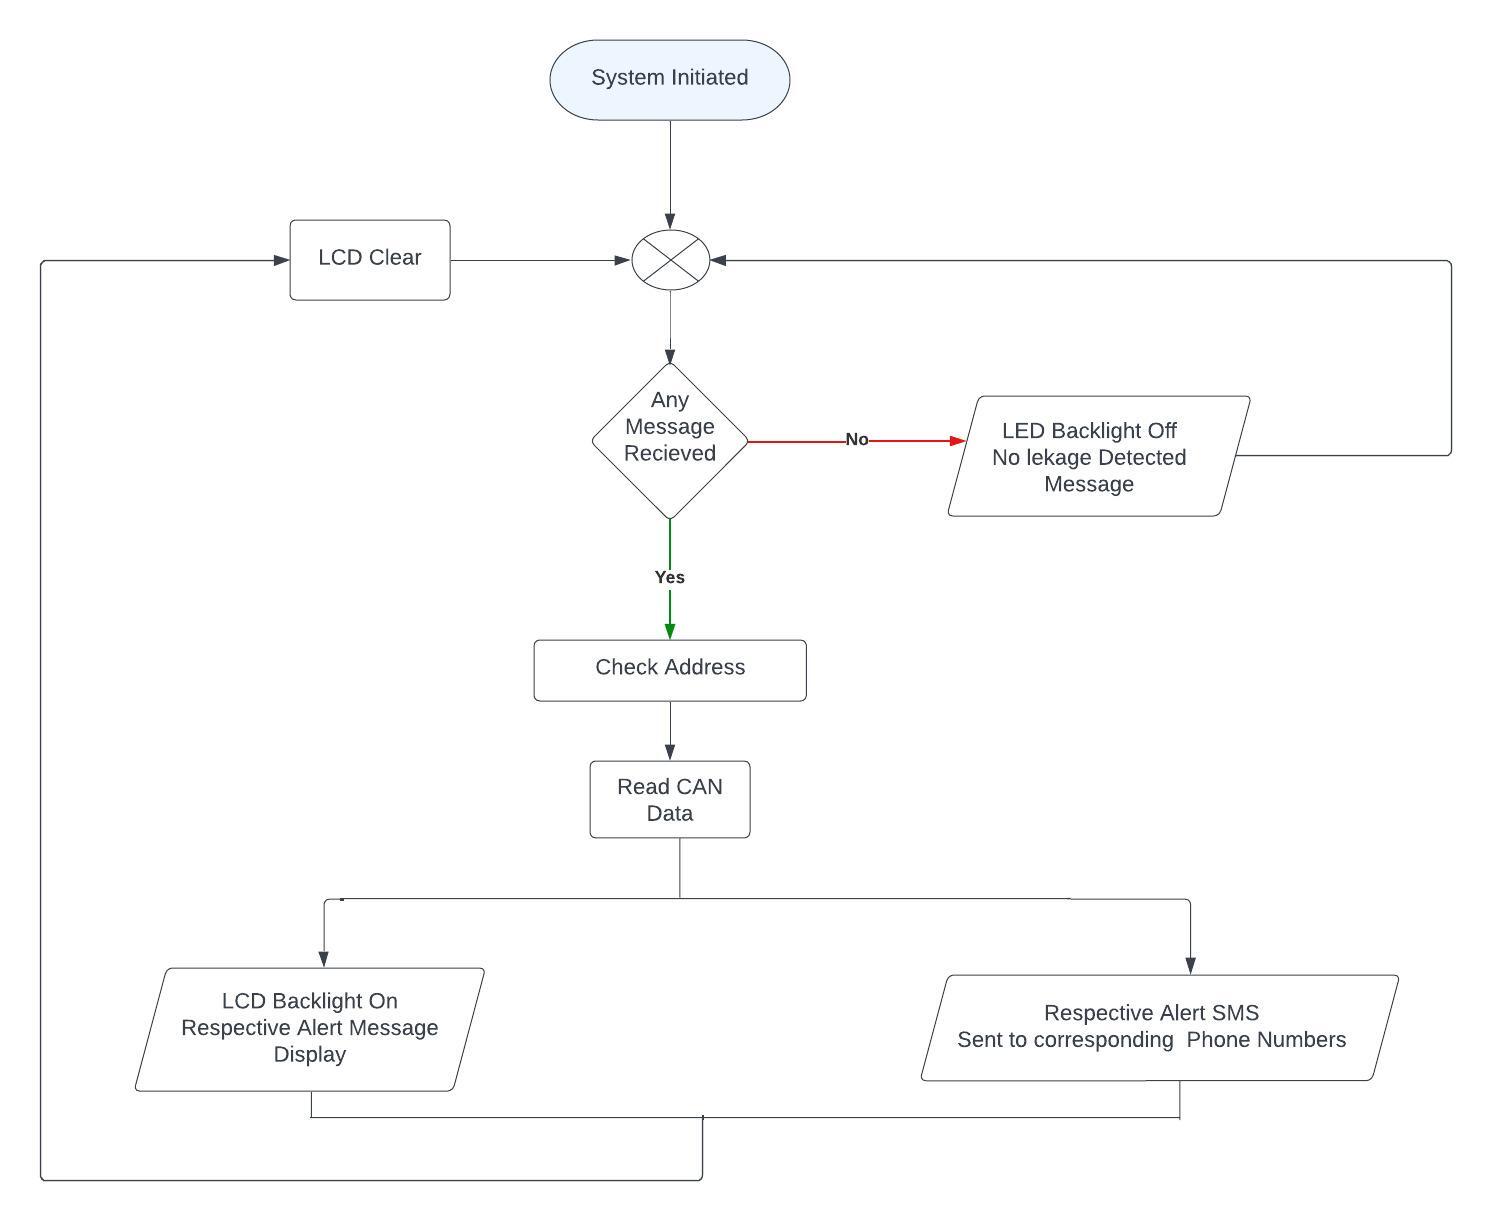 System Initiated
LCD Clear
Any
Message
Recieved
No
LED Backlight Off
No lekage Detected
Message
Yes
Check Address
Read CAN
Data
LCD Backlight On
Respective Alert Message
Display
Respective Alert SMS
Sent to corresponding  Phone Numbers